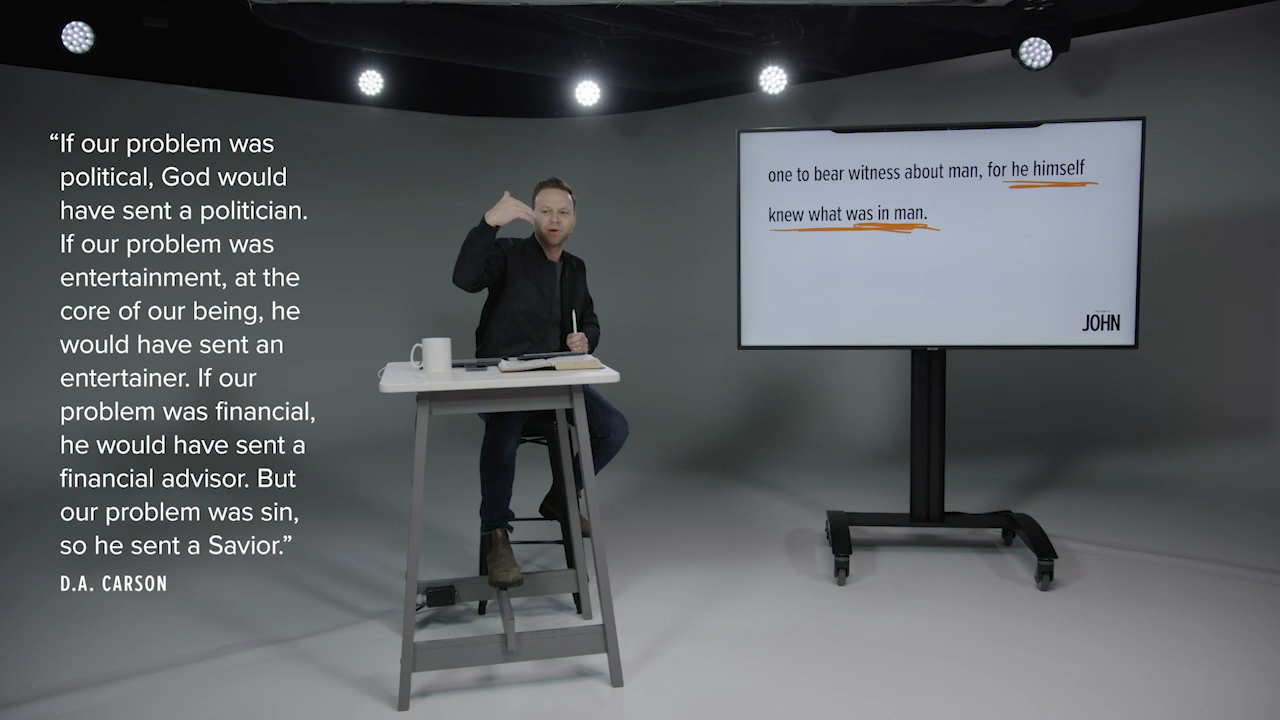 “If our problem was
political, God would
have sent a politician.
If our problem was
entertainment, at the
core of our being, he
would have sent an
entertainer. If our
problem was financial,
he would have sent a
financial advisor. But
our problem was sin,
so he sent a Savior.”
D.A. CARSON
one to bear witness about man, for he himself
knew what was in man.
JOHN